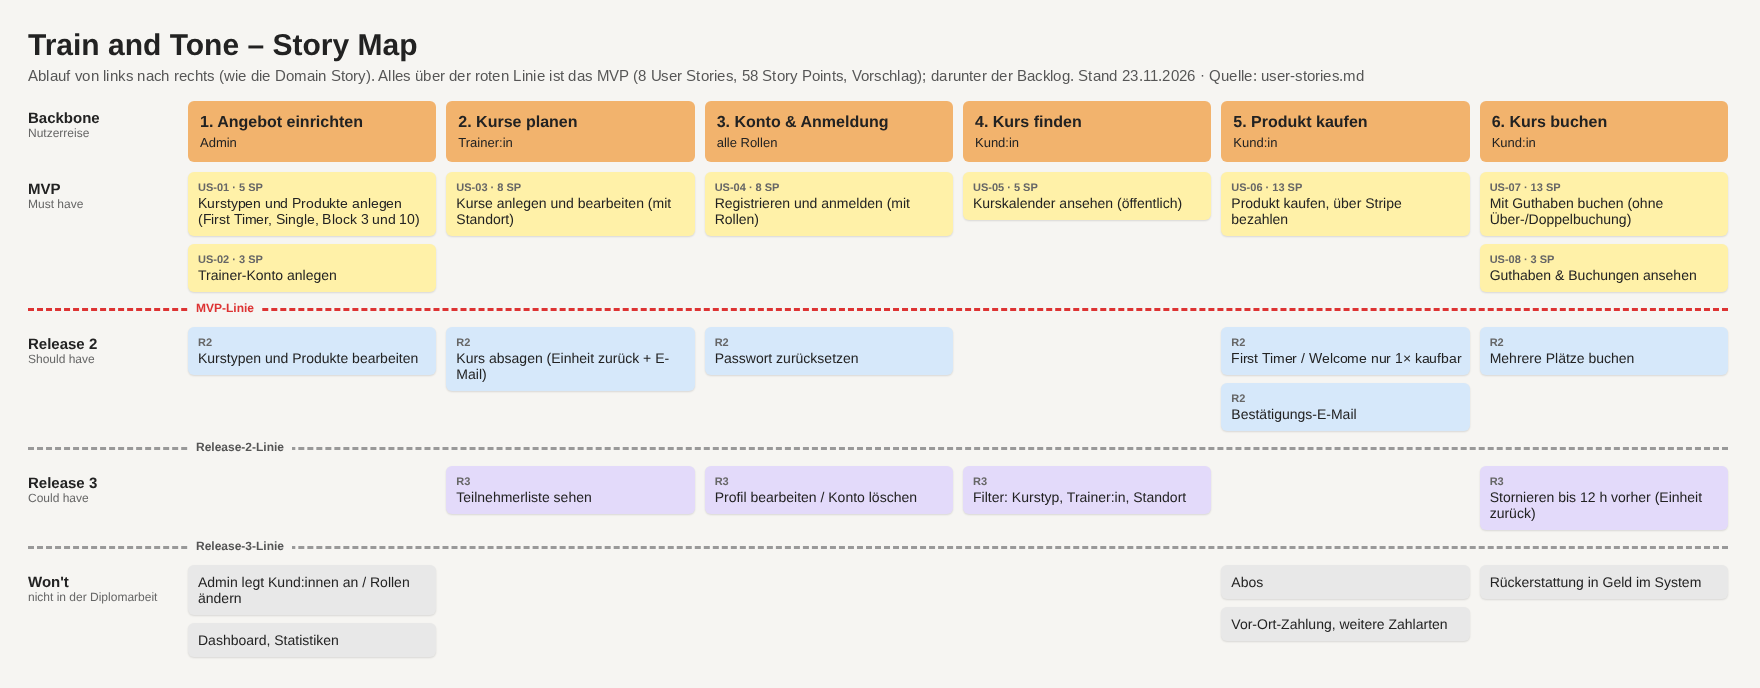 Train and Tone – Story Map
Ablauf von links nach rechts (wie die Domain Story). Alles über der roten Linie ist das MVP (8 User Stories, 58 Story Points, Vorschlag); darunter der Backlog. Stand 23.11.2026 · Quelle: user-stories.md
Backbone
Nutzerreise
1. Angebot einrichten
Admin
2. Kurse planen
Trainer:in
3. Konto & Anmeldung
alle Rollen
4. Kurs finden
Kund:in
5. Produkt kaufen
Kund:in
6. Kurs buchen
Kund:in
MVP
Must have
US-01 · 5 SP
Kurstypen und Produkte anlegen
(First Timer, Single, Block 3 und 10)
US-02 · 3 SP
Trainer-Konto anlegen
US-03 · 8 SP
Kurse anlegen und bearbeiten (mit
Standort)
US-04 · 8 SP
Registrieren und anmelden (mit
Rollen)
US-05 · 5 SP
Kurskalender ansehen (öffentlich)
US-06 · 13 SP
Produkt kaufen, über Stripe
bezahlen
US-07 · 13 SP
Mit Guthaben buchen (ohne
Über-/Doppelbuchung)
US-08 · 3 SP
Guthaben & Buchungen ansehen
MVP-Linie
Release 2
Should have
R2
Kurstypen und Produkte bearbeiten
R2
Kurs absagen (Einheit zurück + E-
Mail)
R2
Passwort zurücksetzen
R2
First Timer / Welcome nur 1× kaufbar
R2
Bestätigungs-E-Mail
R2
Mehrere Plätze buchen
Release-2-Linie
Release 3
Could have
R3
Teilnehmerliste sehen
R3
Profil bearbeiten / Konto löschen
R3
Filter: Kurstyp, Trainer:in, Standort
R3
Stornieren bis 12 h vorher (Einheit
zurück)
Release-3-Linie
Won't
nicht in der Diplomarbeit
Admin legt Kund:innen an / Rollen
ändern
Dashboard, Statistiken
Abos
Vor-Ort-Zahlung, weitere Zahlarten
Rückerstattung in Geld im System